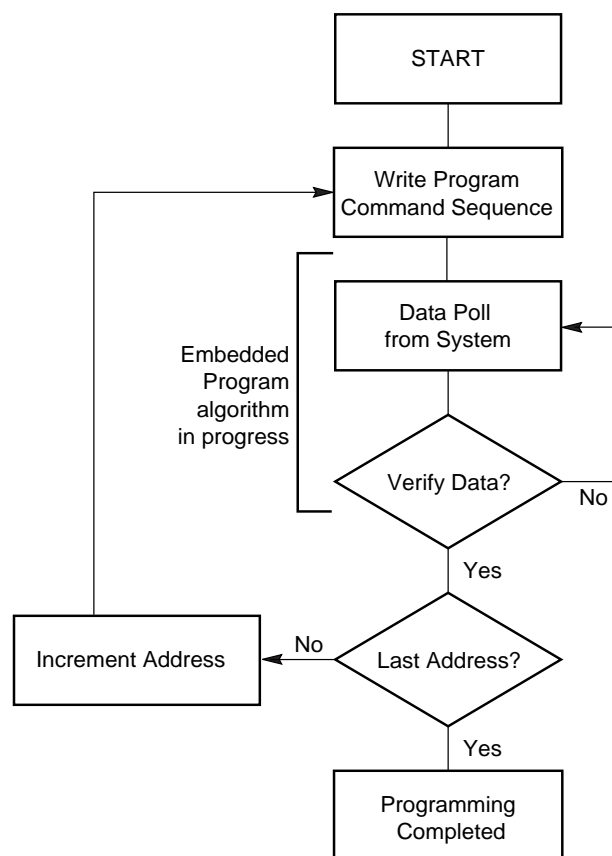 START
Write Program
Command Sequence
Data Poll
from System
Embedded
Program
algorithm
in progress
Verify Data?
No
Yes
No
Increment Address
Last Address?
Yes
Programming
Completed